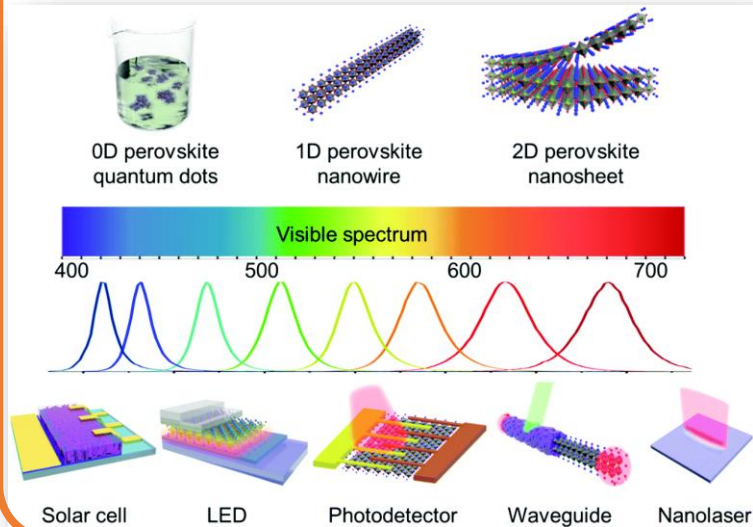 0D perovskite
quantum dots
1D perovskite
nanowire
2D perovskite
nanosheet
Visible spectrum
400 500 600 700
Solar cell LED Photodetector Waveguide Nanolaser